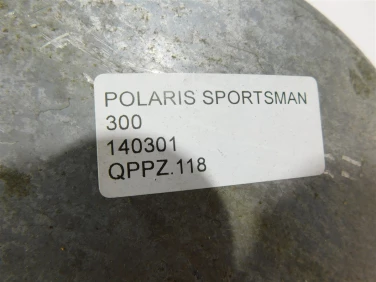 POLARIS SPORTSMAN
300
140301
QPPZ.118